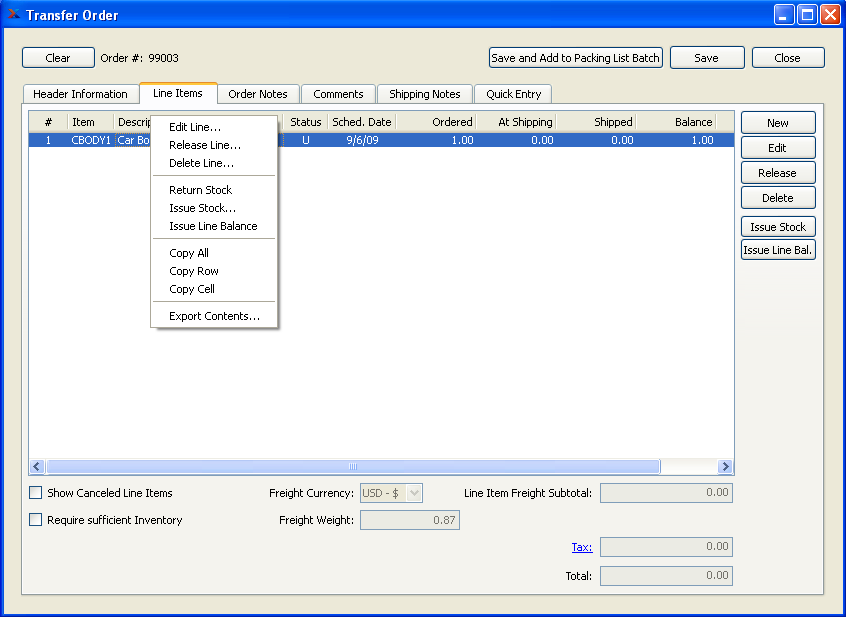 Transfer Order
Clear Order #: 99003 Save and Add to Packing List Batch Save Close
Header Information Line Items Order Notes Comments Shipping Notes Quick Entry
# Item Descrip Status Sched. Date Ordered At Shipping Shipped Balance
1 CBODY1 Car Bo U 9/6/09 1.00 0.00 0.00 1.00
Edit Line...
Release Line...
Delete Line...
Return Stock
Issue Stock...
Issue Line Balance
Copy All
Copy Row
Copy Cell
Export Contents...
New
Edit
Release
Delete
Issue Stock
Issue Line Bal.
Show Canceled Line Items Freight Currency: USD - $ Line Item Freight Subtotal: 0.00
Require sufficient Inventory Freight Weight: 0.87
Tax: 0.00
Total: 0.00